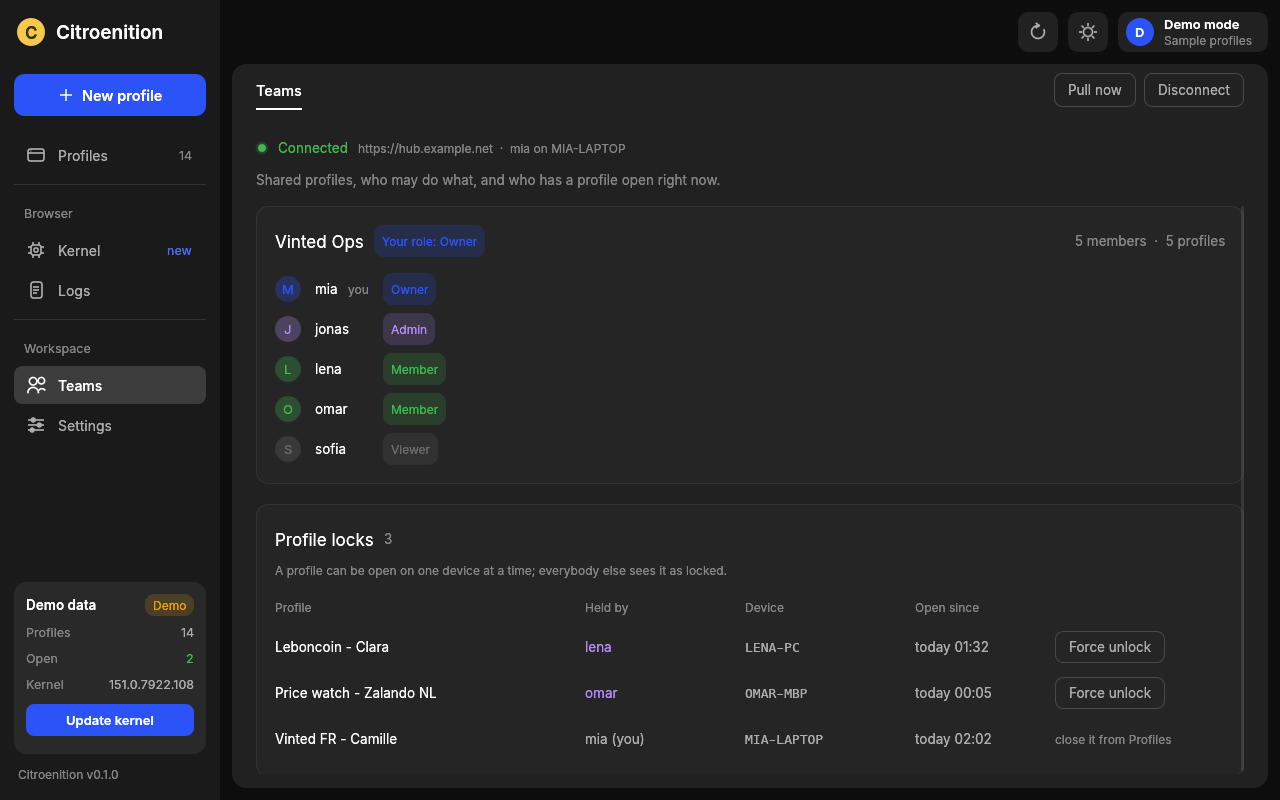 C Citroenition
+ New profile
Profiles 14
Browser
Kernel new
Logs
Workspace
Teams
Settings
Demo data Demo
Profiles 14
Open 2
Kernel 151.0.7922.108
Update kernel
Citroenition v0.1.0
D Demo mode
Sample profiles
Teams
Pull now Disconnect
Connected https://hub.example.net · mia on MIA-LAPTOP
Shared profiles, who may do what, and who has a profile open right now.
Vinted Ops Your role: Owner 5 members · 5 profiles
M mia you Owner
J jonas Admin
L lena Member
O omar Member
S sofia Viewer
Profile locks 3
A profile can be open on one device at a time; everybody else sees it as locked.
Profile Held by Device Open since
Leboncoin - Clara lena LENA-PC today 01:32 Force unlock
Price watch - Zalando NL omar OMAR-MBP today 00:05 Force unlock
Vinted FR - Camille mia (you) MIA-LAPTOP today 02:02 close it from Profiles